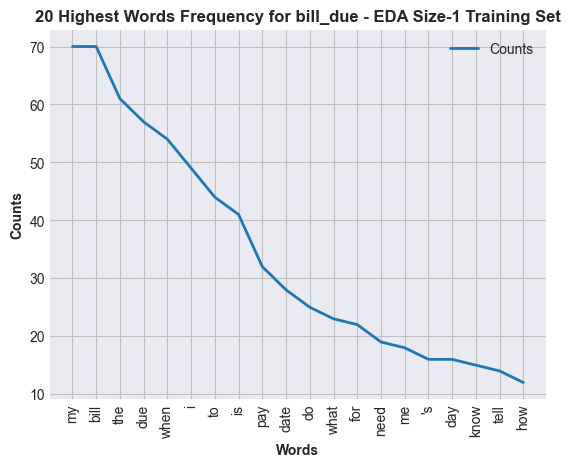 20 Highest Words Frequency for bill_due - EDA Size-1 Training Set
Counts
70
60
50
40
30
20
10
Counts
my
bill
the
due
when
i
to
is
pay
date
do
what
for
need
me
's
day
know
tell
how
Words